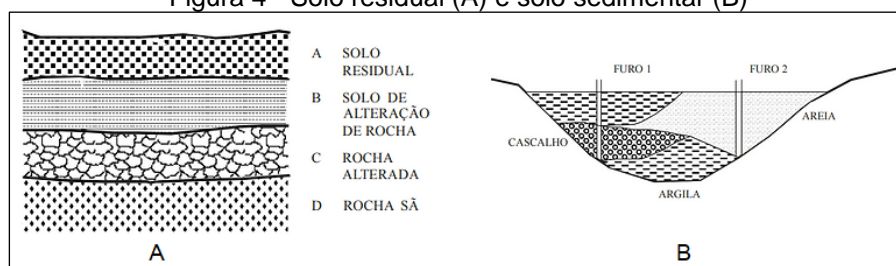 Figura 4 - Solo residual (A) e solo sedimentar (B)
A SOLO
RESIDUAL
B SOLO DE
ALTERAÇÃO
DE ROCHA
C ROCHA
ALTERADA
D ROCHA SÃ
A
FURO 1
FURO 2
CASCALHO
AREIA
ARGILA
B